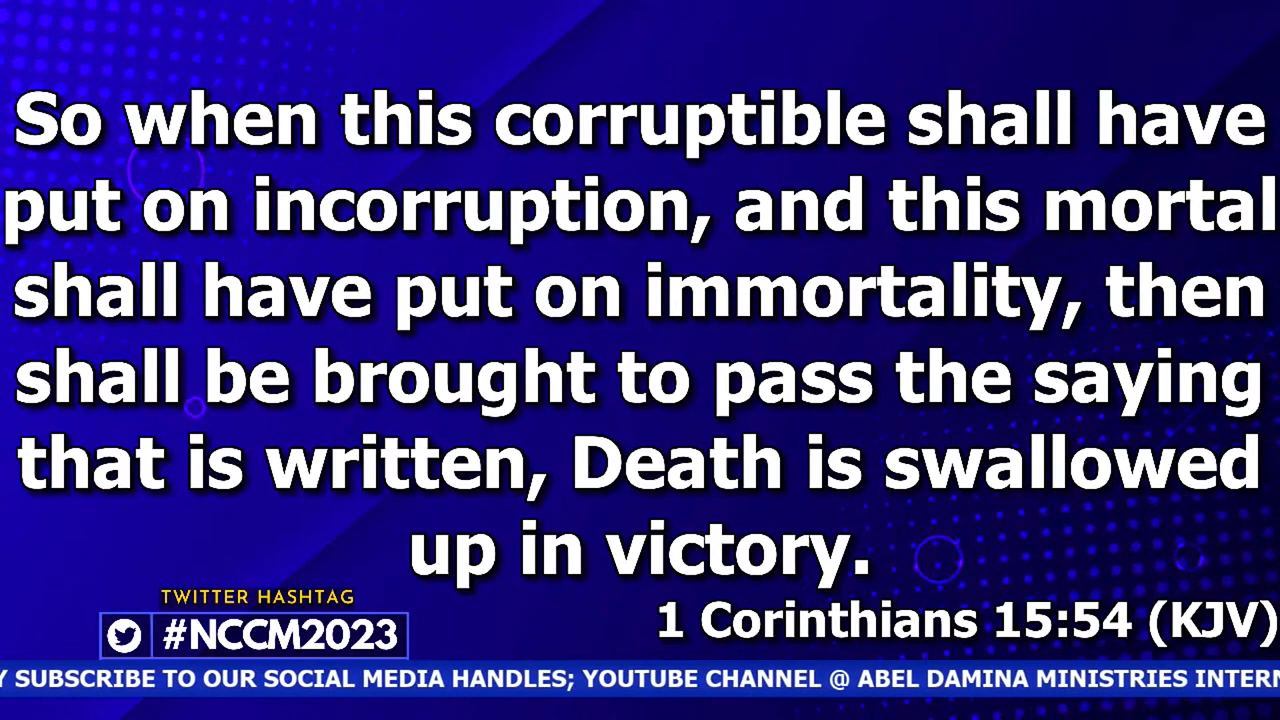 So when this corruptible shall have
put on incorruption, and this mortal
shall have put on immortality, then
shall be brought to pass the saying
that is written, Death is swallowed
up in victory.
1 Corinthians 15:54 (KJV)
TWITTER HASHTAG
#NCCM2023
Y SUBSCRIBE TO OUR SOCIAL MEDIA HANDLES; YOUTUBE CHANNEL @ ABEL DAMINA MINISTRIES INTERN